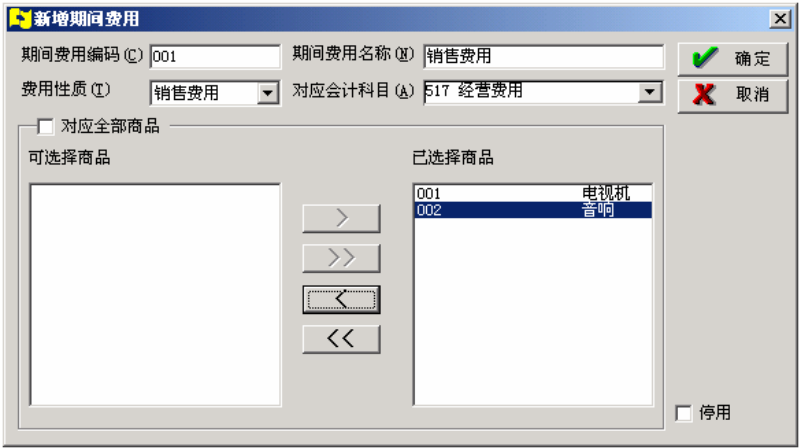 新增期间费用
期间费用编码(C) 001 期间费用名称(N) 销售费用 确定
费用性质(T) 销售费用 对应会计科目(A) 517 经营费用 取消
对应全部商品
可选择商品 已选择商品
001 电视机
002 音响
>
>>
<
<<
停用